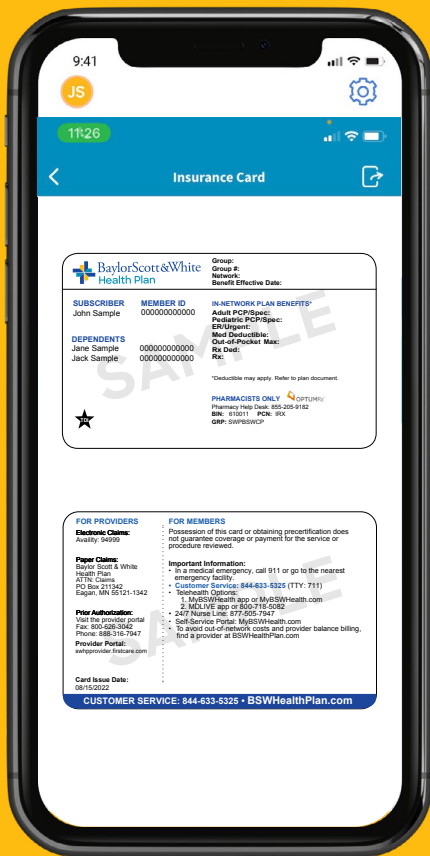 9:41
JS
11:26
Insurance Card
BaylorScott&White
Health Plan
Group:
Group #:
Network:
Benefit Effective Date:
SUBSCRIBER MEMBER ID
John Sample 000000000000
DEPENDENTS
Jane Sample 000000000000
Jack Sample 000000000000
IN-NETWORK PLAN BENEFITS*
Adult PCP/Spec:
Pediatric PCP/Spec:
ER/Urgent:
Med Deductible:
Out-of-Pocket Max:
Rx Ded:
Rx:
*Deductible may apply. Refer to plan document.
PHARMACISTS ONLY OPTUMRx
Pharmacy Help Desk: 855-205-9182
BIN: 610011 PCN: IRX
GRP: SWPBSWCP
SAMPLE
FOR PROVIDERS
Electronic Claims:
Availity: 94999
Paper Claims:
Baylor Scott & White
Health Plan
ATTN: Claims
PO Box 211342
Eagan, MN 55121-1342
Prior Authorization:
Visit the provider portal
Fax: 800-626-3042
Phone: 888-316-7947
Provider Portal:
swhpprovider.firstcare.com
Card Issue Date:
08/15/2022
FOR MEMBERS
Possession of this card or obtaining precertification does
not guarantee coverage or payment for the service or
procedure reviewed.
Important Information:
• In a medical emergency, call 911 or go to the nearest
emergency facility.
• Customer Service: 844-633-5325 (TTY: 711)
• Telehealth Options:
1. MyBSWHealth app or MyBSWHealth.com
2. MDLIVE app or 800-718-5082
• 24/7 Nurse Line: 877-505-7947
• Self-Service Portal: MyBSWHealth.com
• To avoid out-of-network costs and provider balance billing,
find a provider at BSWHealthPlan.com
SAMPLE
CUSTOMER SERVICE: 844-633-5325 • BSWHealthPlan.com